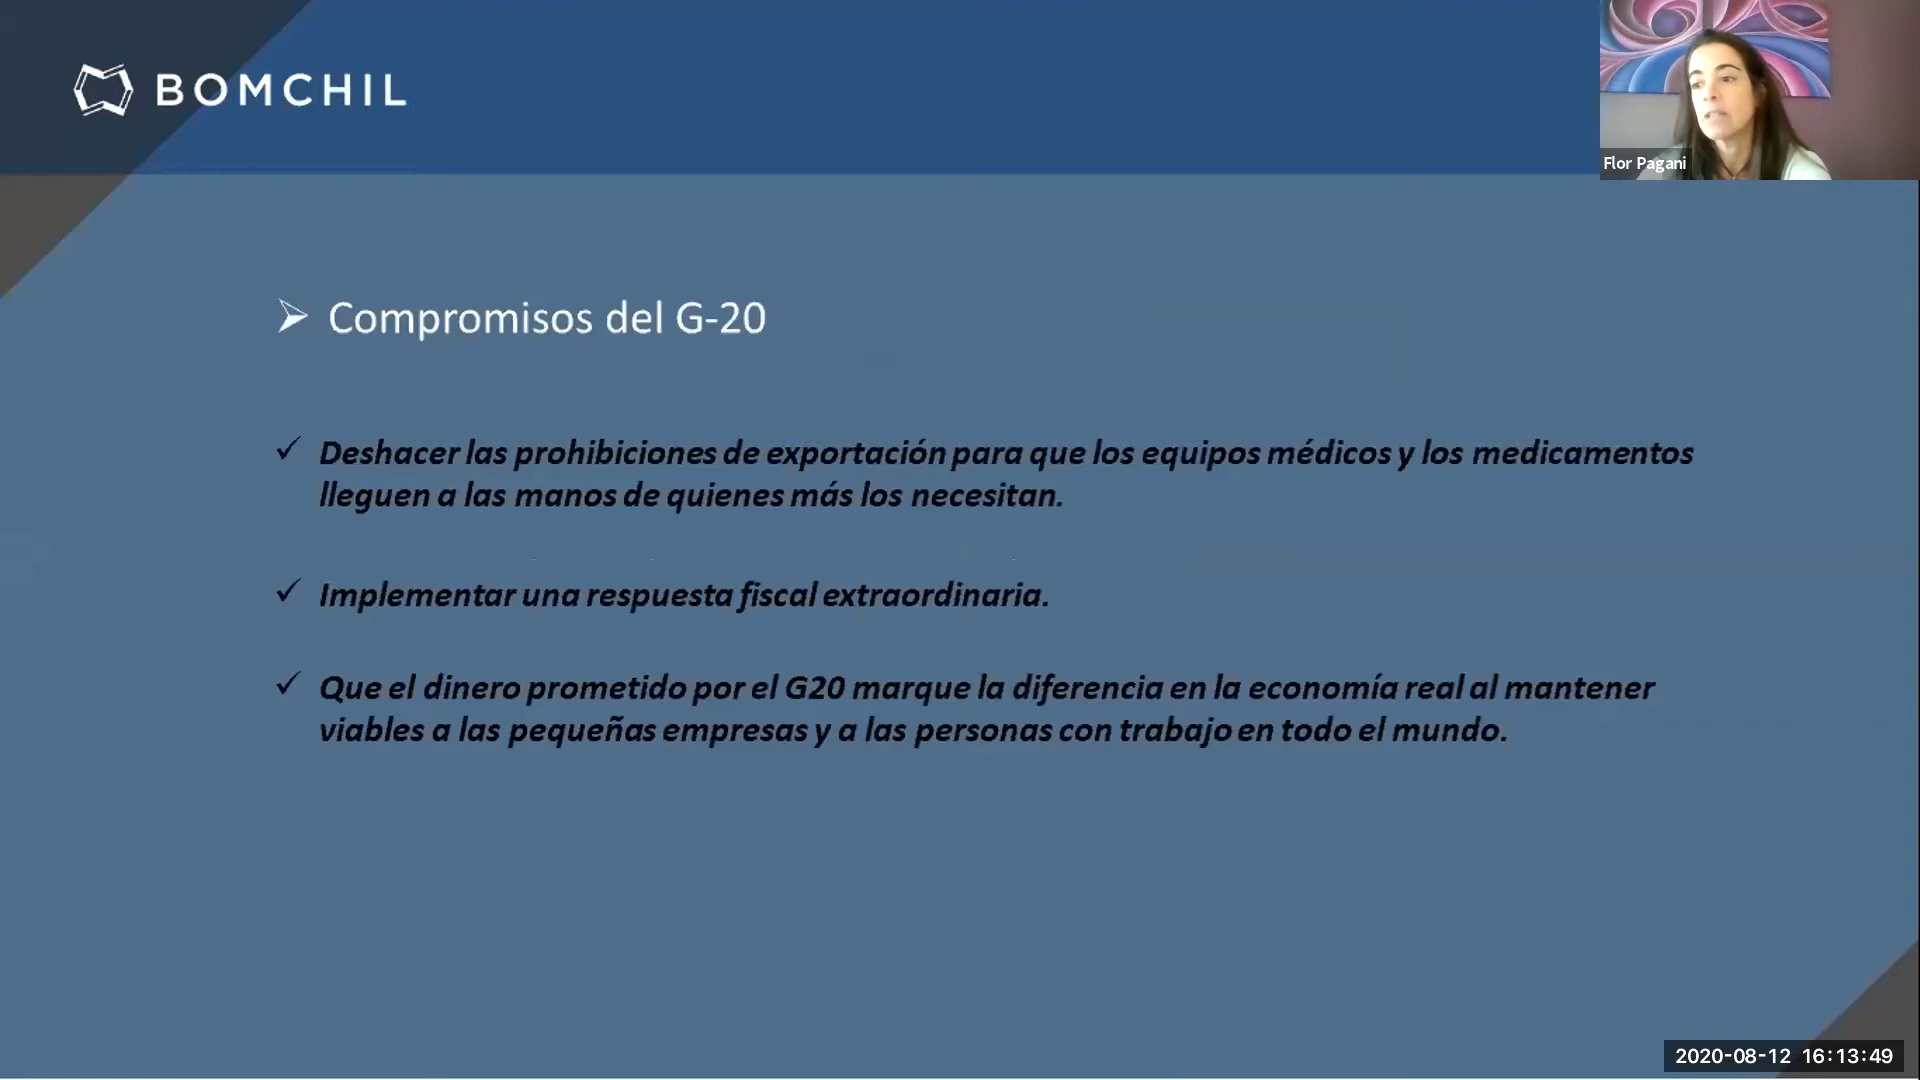 BOMCHIL
Flor Pagani
➢ Compromisos del G-20
✓ Deshacer las prohibiciones de exportación para que los equipos médicos y los medicamentos
lleguen a las manos de quienes más los necesitan.
✓ Implementar una respuesta fiscal extraordinaria.
✓ Que el dinero prometido por el G20 marque la diferencia en la economía real al mantener
viables a las pequeñas empresas y a las personas con trabajo en todo el mundo.
2020-08-12 16:13:49